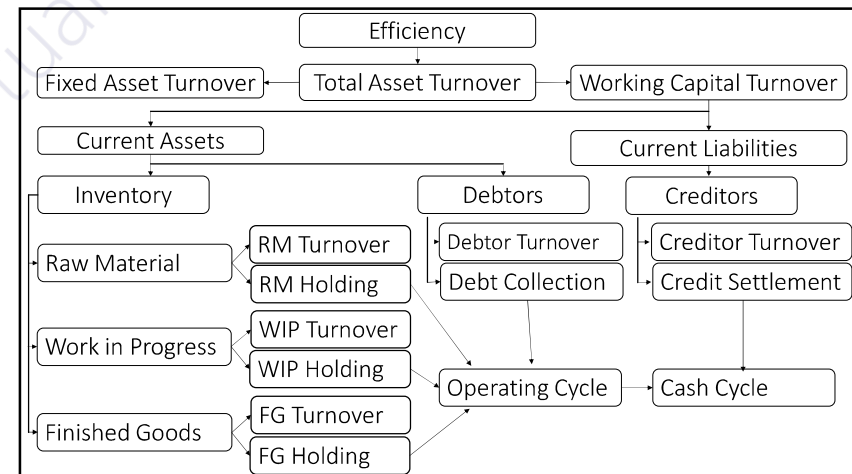 Efficiency
Fixed Asset Turnover
Total Asset Turnover
Working Capital Turnover
Current Assets
Current Liabilities
Inventory
Debtors
Creditors
Raw Material
RM Turnover
RM Holding
Debtor Turnover
Debt Collection
Creditor Turnover
Credit Settlement
Work in Progress
WIP Turnover
WIP Holding
Operating Cycle
Cash Cycle
Finished Goods
FG Turnover
FG Holding